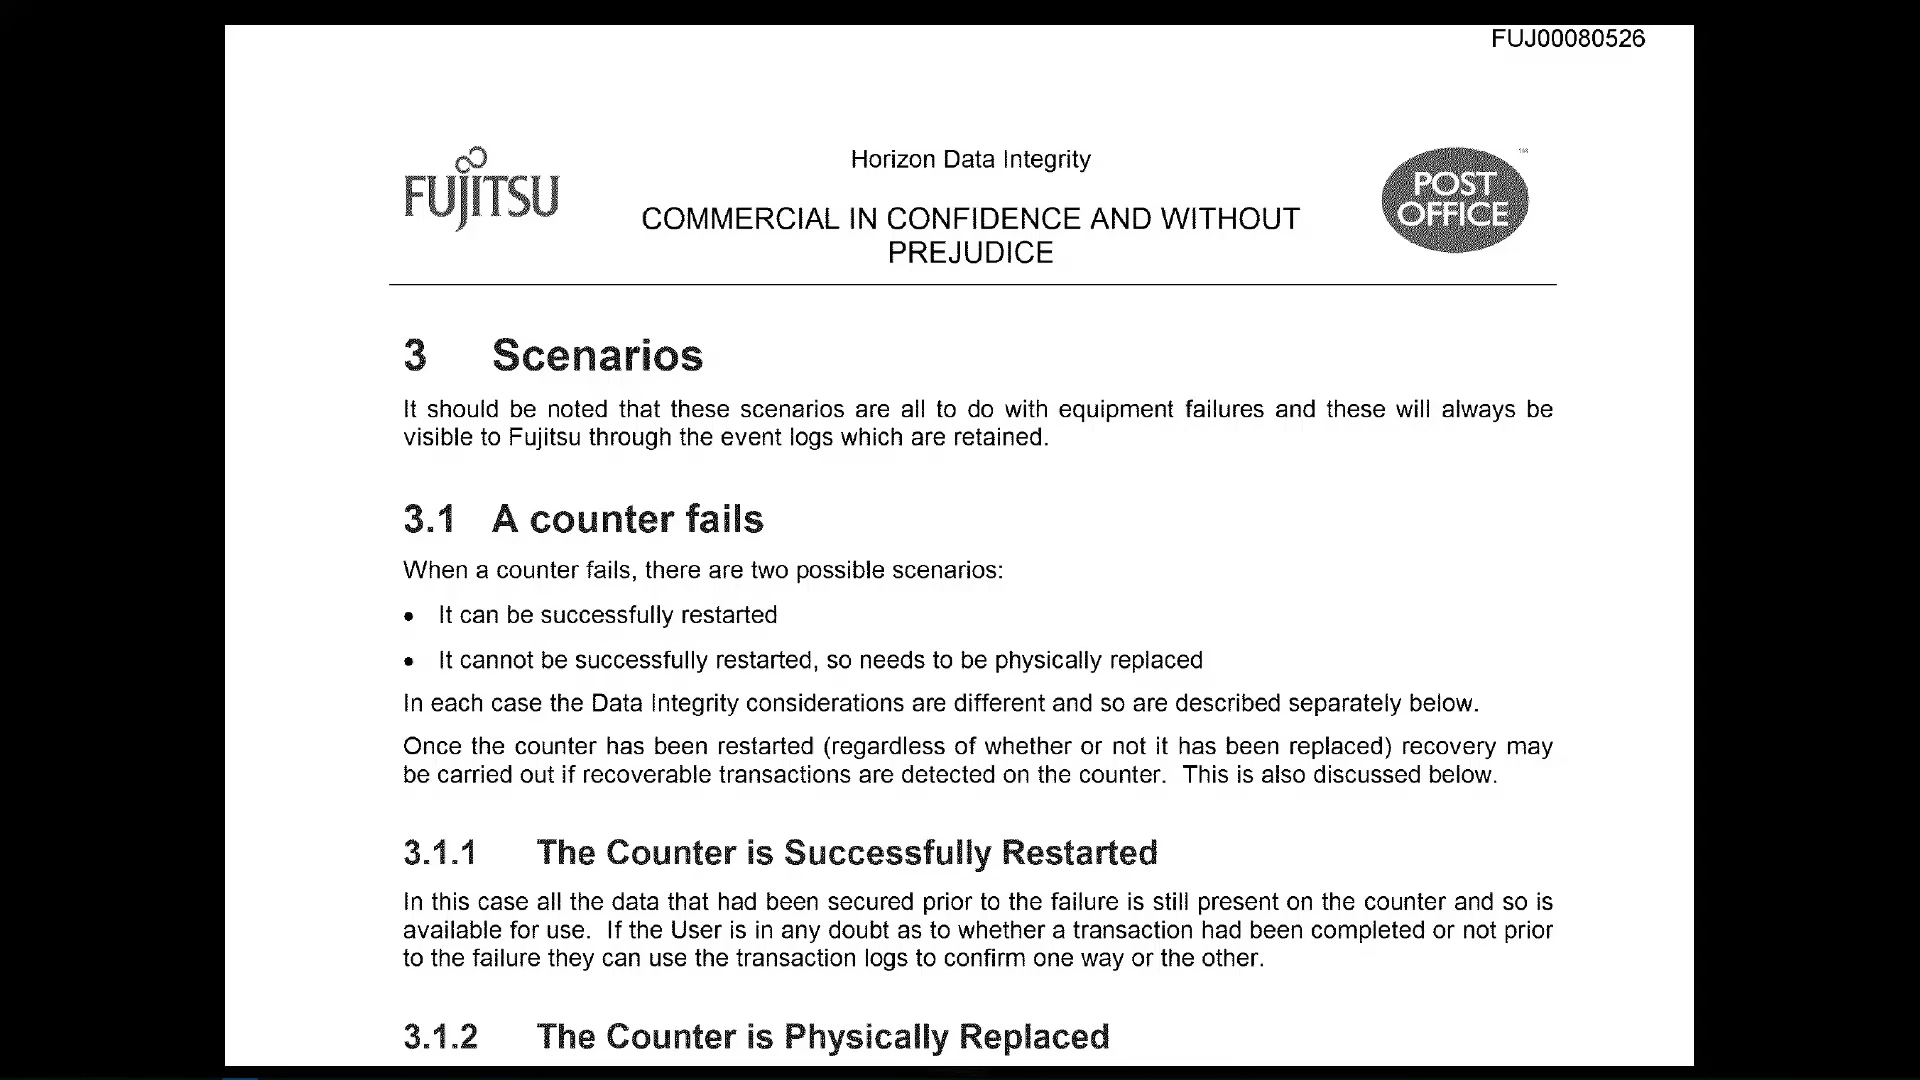 FUJ00080526
FUJITSU
Horizon Data Integrity
COMMERCIAL IN CONFIDENCE AND WITHOUT
PREJUDICE
POST
OFFICE
3 Scenarios
It should be noted that these scenarios are all to do with equipment failures and these will always be
visible to Fujitsu through the event logs which are retained.
3.1 A counter fails
When a counter fails, there are two possible scenarios:
• It can be successfully restarted
• It cannot be successfully restarted, so needs to be physically replaced
In each case the Data Integrity considerations are different and so are described separately below.
Once the counter has been restarted (regardless of whether or not it has been replaced) recovery may
be carried out if recoverable transactions are detected on the counter. This is also discussed below.
3.1.1 The Counter is Successfully Restarted
In this case all the data that had been secured prior to the failure is still present on the counter and so is
available for use. If the User is in any doubt as to whether a transaction had been completed or not prior
to the failure they can use the transaction logs to confirm one way or the other.
3.1.2 The Counter is Physically Replaced